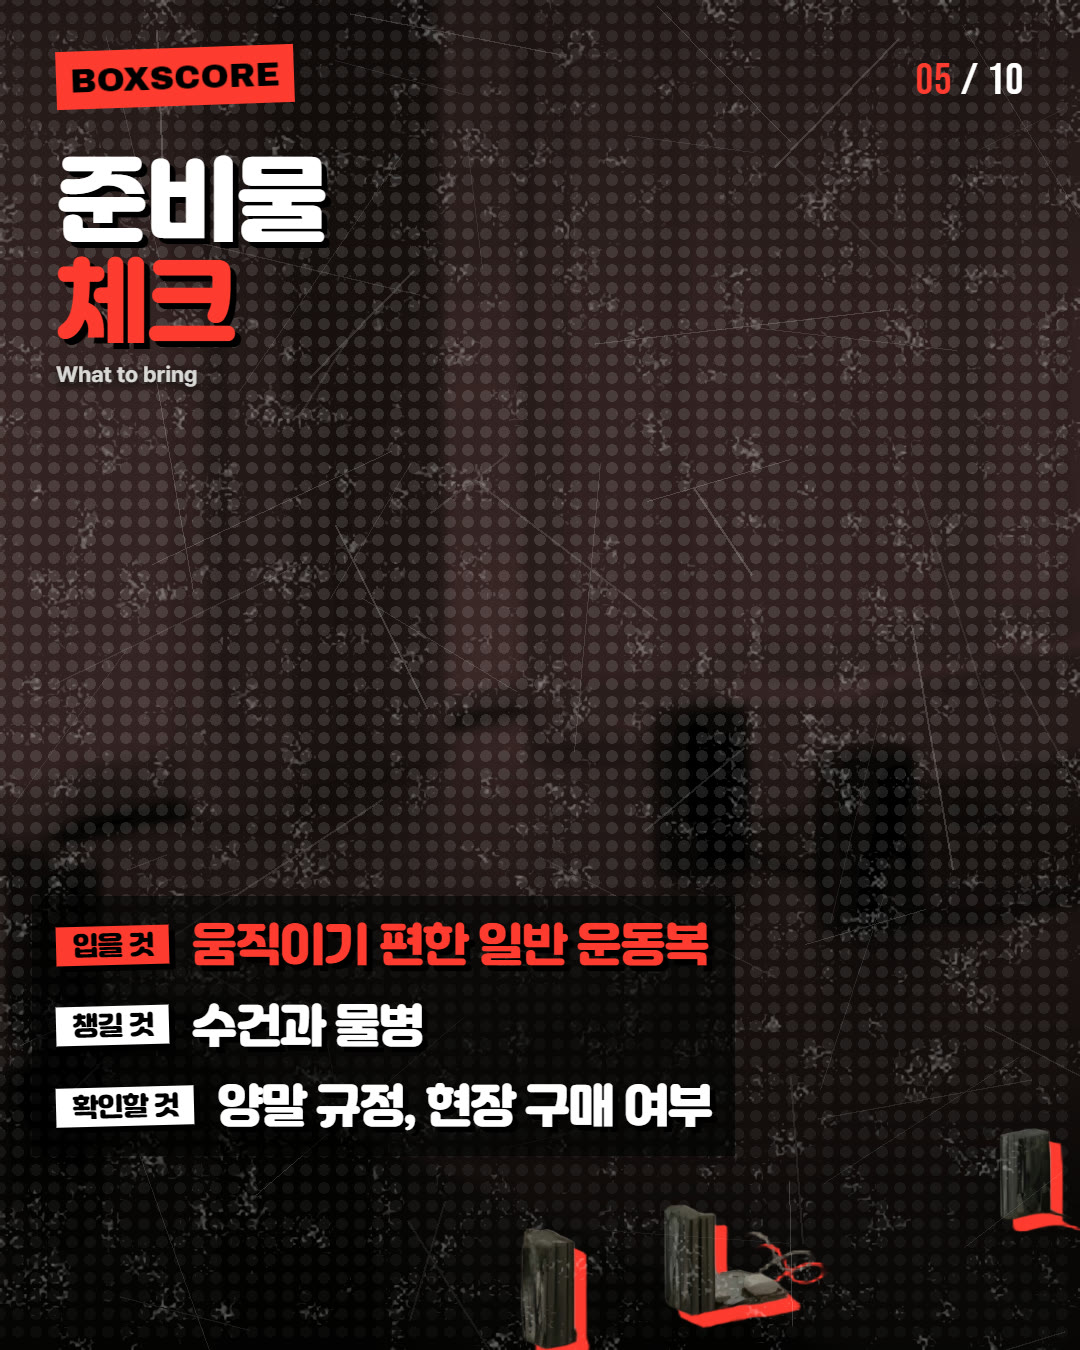 BOXSCORE
05 / 10
준비물
체크
What to bring
입을 것 움직이기 편한 일반 운동복
챙길 것 수건과 물병
확인할 것 양말 규정, 현장 구매 여부